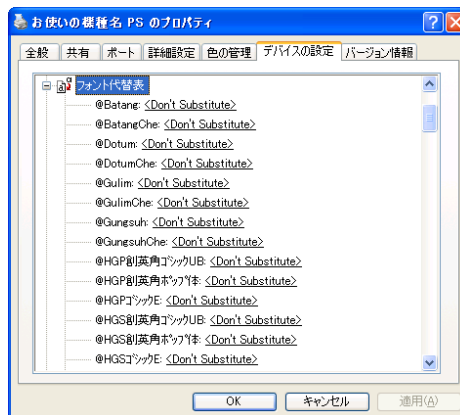 お使いの機種名 PS のプロパティ
全般 共有 ポート 詳細設定 色の管理 デバイスの設定 バージョン情報
フォント代替表
@Batang: <Don't Substitute>
@BatangChe: <Don't Substitute>
@Dotum: <Don't Substitute>
@DotumChe: <Don't Substitute>
@Gulim: <Don't Substitute>
@GulimChe: <Don't Substitute>
@Gungsuh: <Don't Substitute>
@GungsuhChe: <Don't Substitute>
@HGP創英角ゴシックUB: <Don't Substitute>
@HGP創英角ポップ体: <Don't Substitute>
@HGPゴシックE: <Don't Substitute>
@HGS創英角ゴシックUB: <Don't Substitute>
@HGS創英角ポップ体: <Don't Substitute>
@HGSゴシックE: <Don't Substitute>
OK キャンセル 適用(A)